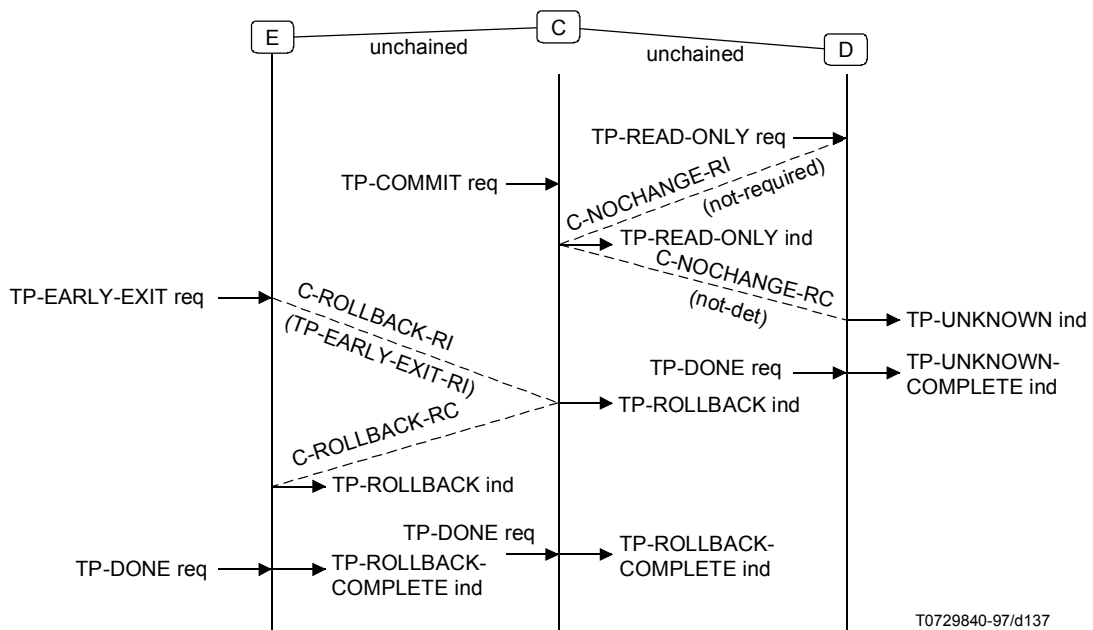 E
C
D
unchained
unchained
TP-READ-ONLY req
TP-COMMIT req
C-NOCHANGE-RI
(not-required)
TP-READ-ONLY ind
C-NOCHANGE-RC
(not-det)
TP-EARLY-EXIT req
C-ROLLBACK-RI
(TP-EARLY-EXIT-RI)
TP-UNKNOWN ind
TP-DONE req
TP-UNKNOWN-
COMPLETE ind
TP-ROLLBACK ind
C-ROLLBACK-RC
TP-ROLLBACK ind
TP-DONE req
TP-ROLLBACK-
COMPLETE ind
TP-DONE req
TP-ROLLBACK-
COMPLETE ind
T0729840-97/d137